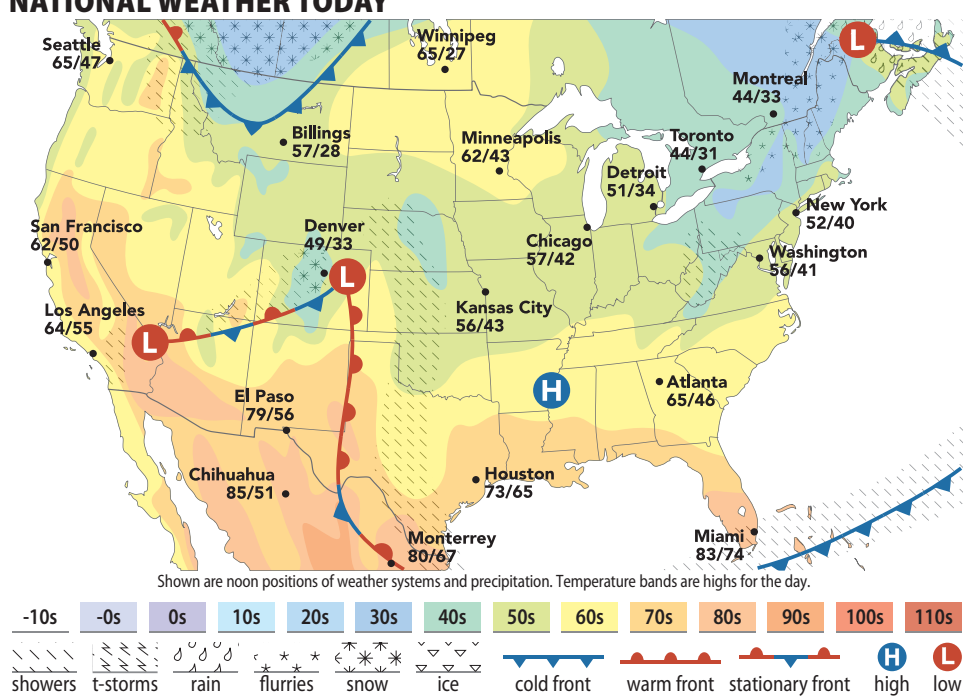 NATIONAL WEATHER TODAY
Seattle
65/47
Winnipeg
65/27
L
Montreal
44/33
Billings
57/28
Minneapolis
62/43
Toronto
44/31
Detroit
51/34
New York
52/40
San Francisco
62/50
Denver
49/33
Chicago
57/42
Washington
56/41
L
Kansas City
56/43
Los Angeles
64/55
L
H
Atlanta
65/46
El Paso
79/56
Chihuahua
85/51
Houston
73/65
Monterrey
80/67
Miami
83/74
Shown are noon positions of weather systems and precipitation. Temperature bands are highs for the day.
-10s -0s 0s 10s 20s 30s 40s 50s 60s 70s 80s 90s 100s 110s
H L
showers t-storms rain flurries snow ice cold front warm front stationary front high low